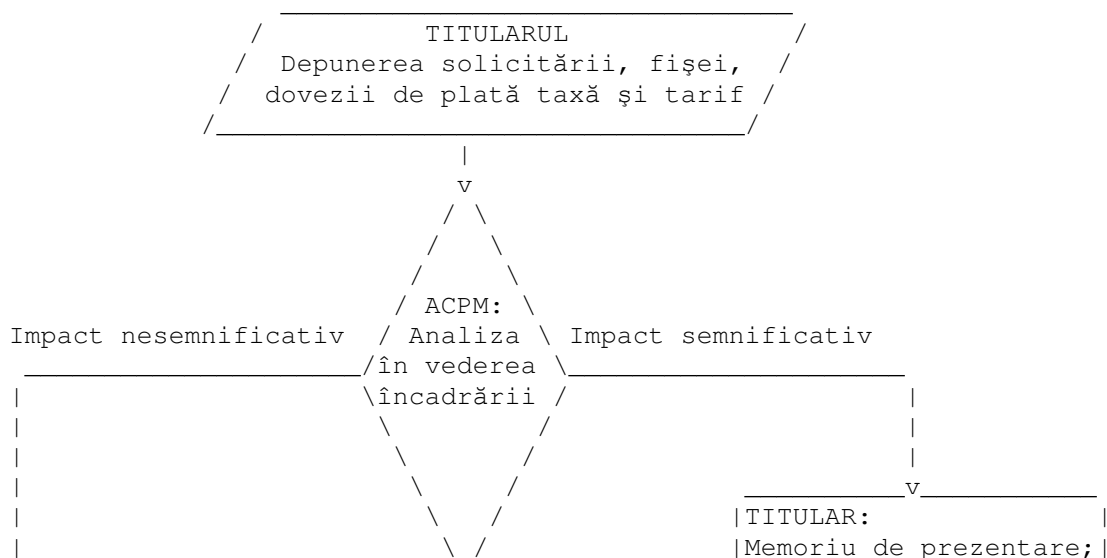 TITULARUL
Depunerea solicitării, fişei,
dovezii de plată taxă şi tarif
ACPM:
Impact nesemnificativ Analiza Impact semnificativ
în vederea
încadrării
TITULAR:
Memoriu de prezentare;